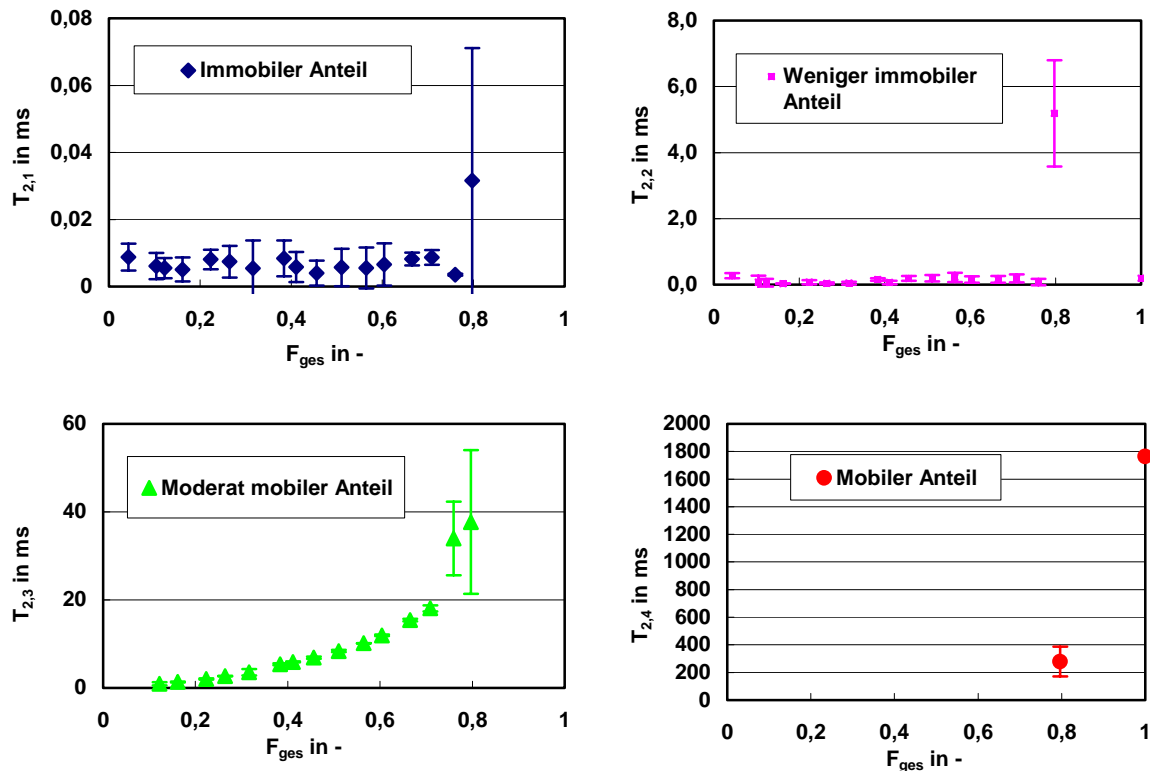 0,08
0,06
0,04
0,02
0
T2,1 in ms
Immobiler Anteil
0 0,2 0,4 0,6 0,8 1
Fges in -
8,0
6,0
4,0
2,0
0,0
T2,2 in ms
Weniger immobiler
Anteil
0 0,2 0,4 0,6 0,8 1
Fges in -
60
40
20
0
T2,3 in ms
Moderat mobiler Anteil
0 0,2 0,4 0,6 0,8 1
Fges in -
2000
1800
1600
1400
1200
1000
800
600
400
200
0
T2,4 in ms
Mobiler Anteil
0 0,2 0,4 0,6 0,8 1
Fges in -